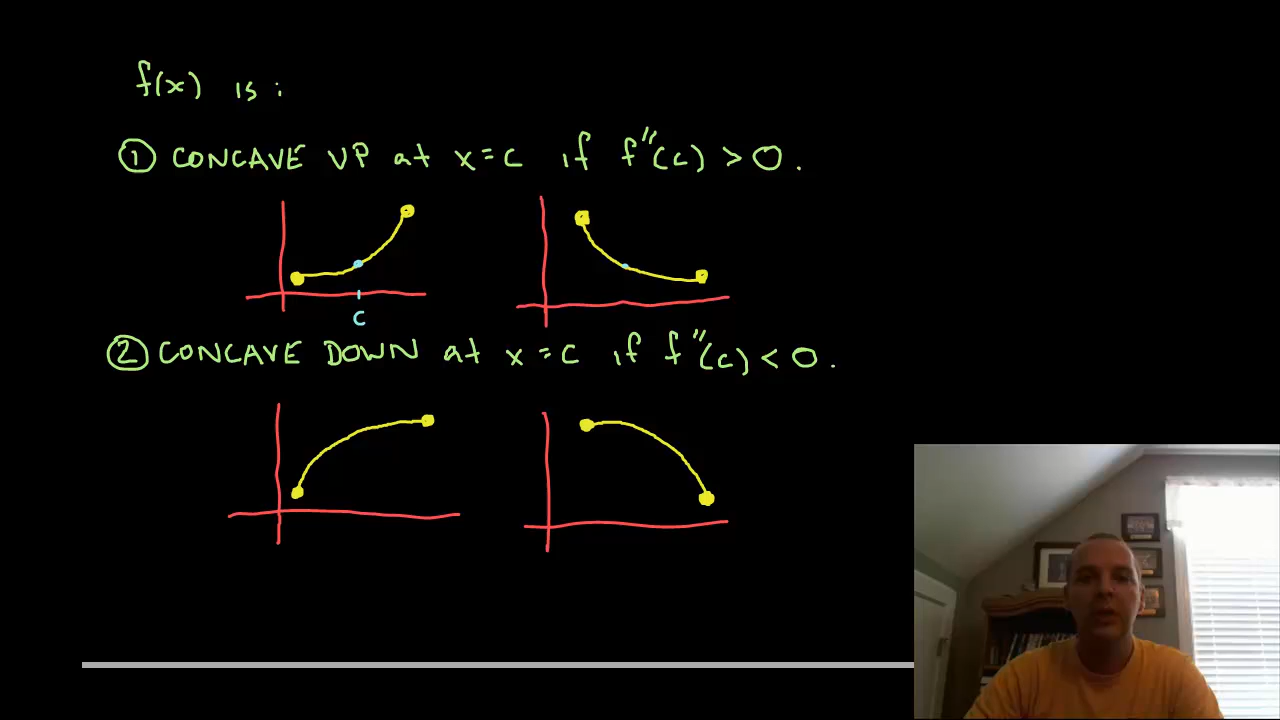 f(x) is:
① CONCAVE UP at x=c if f"(c) > 0.
c
② CONCAVE DOWN at x=c if f"(c) < 0.